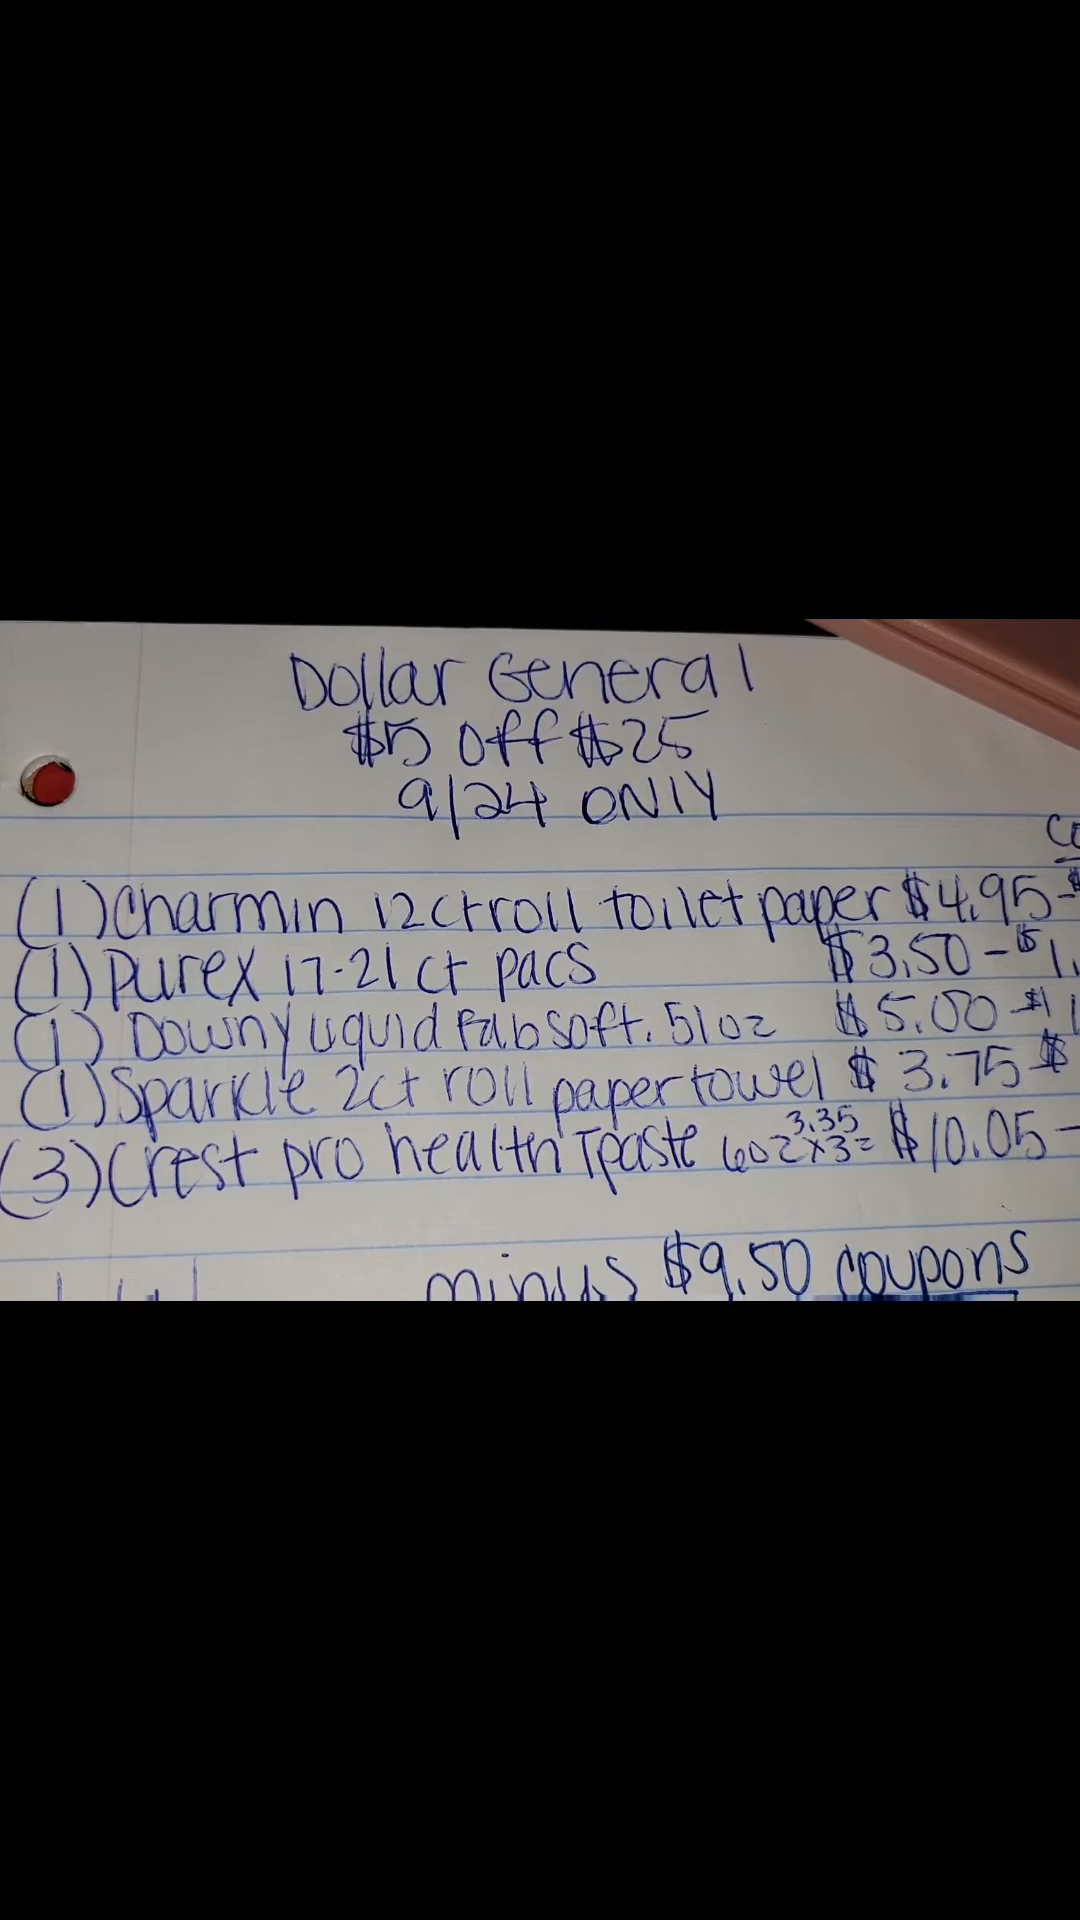 Dollar General
$5 off $25
9/24 ONLY
(1) Charmin 12ct roll toilet paper $4.95 - $
(1) Purex 17-21 ct pacs $3.50 - $1.
(1) Downy liquid Fab soft. 51oz $5.00 - $1
(1) Sparkle 2ct roll paper towel $3.75 $
3.35
(3) Crest pro health Tpaste 6oz x3= $10.05 -
minus $9.50 coupons